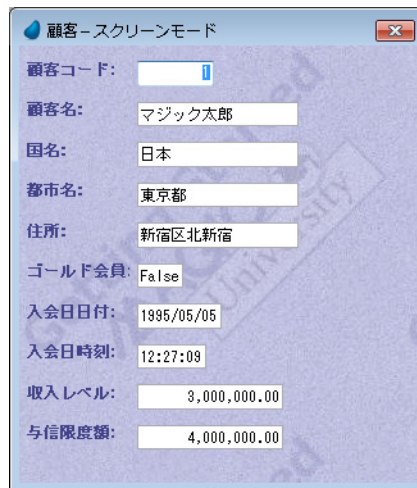 顧客－スクリーンモード
顧客コード: 1
顧客名: マジック太郎
国名: 日本
都市名: 東京都
住所: 新宿区北新宿
ゴールド会員: False
入会日日付: 1995/05/05
入会日時刻: 12:27:09
収入レベル: 3,000,000.00
与信限度額: 4,000,000.00
University